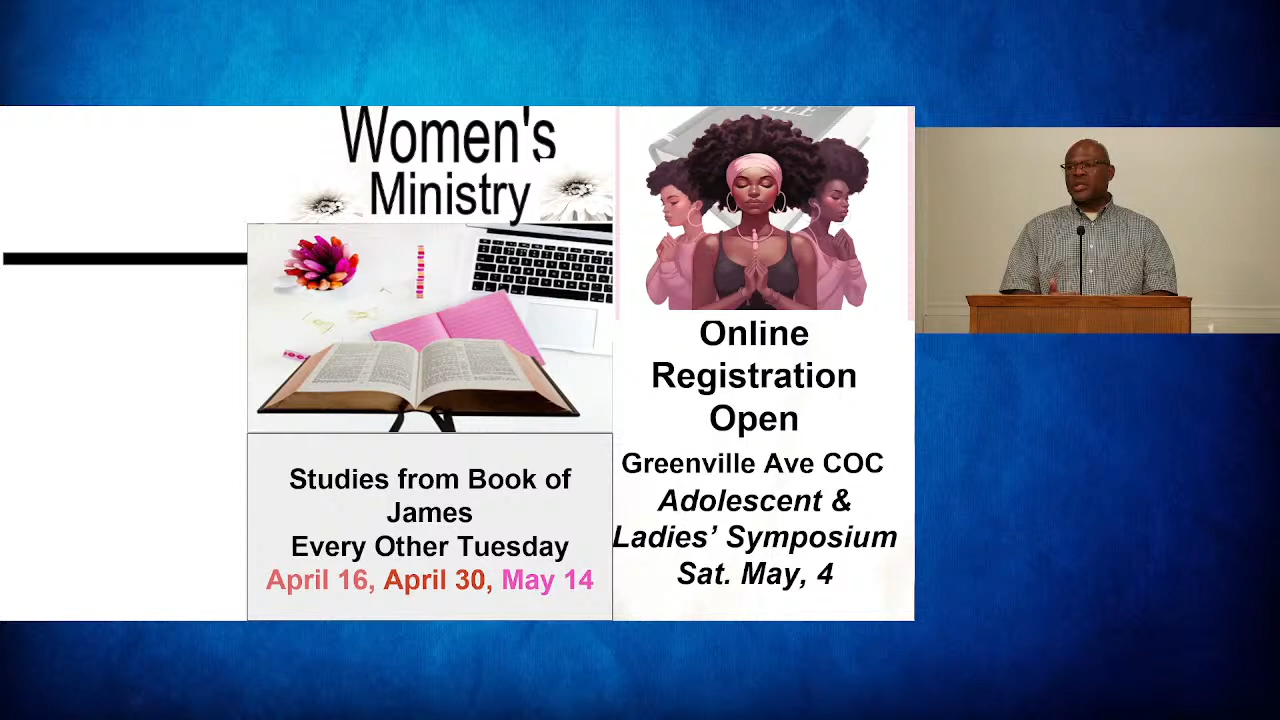 Women's
Ministry
Studies from Book of
James
Every Other Tuesday
April 16, April 30, May 14
Online
Registration
Open
Greenville Ave COC
Adolescent &
Ladies’ Symposium
Sat. May, 4